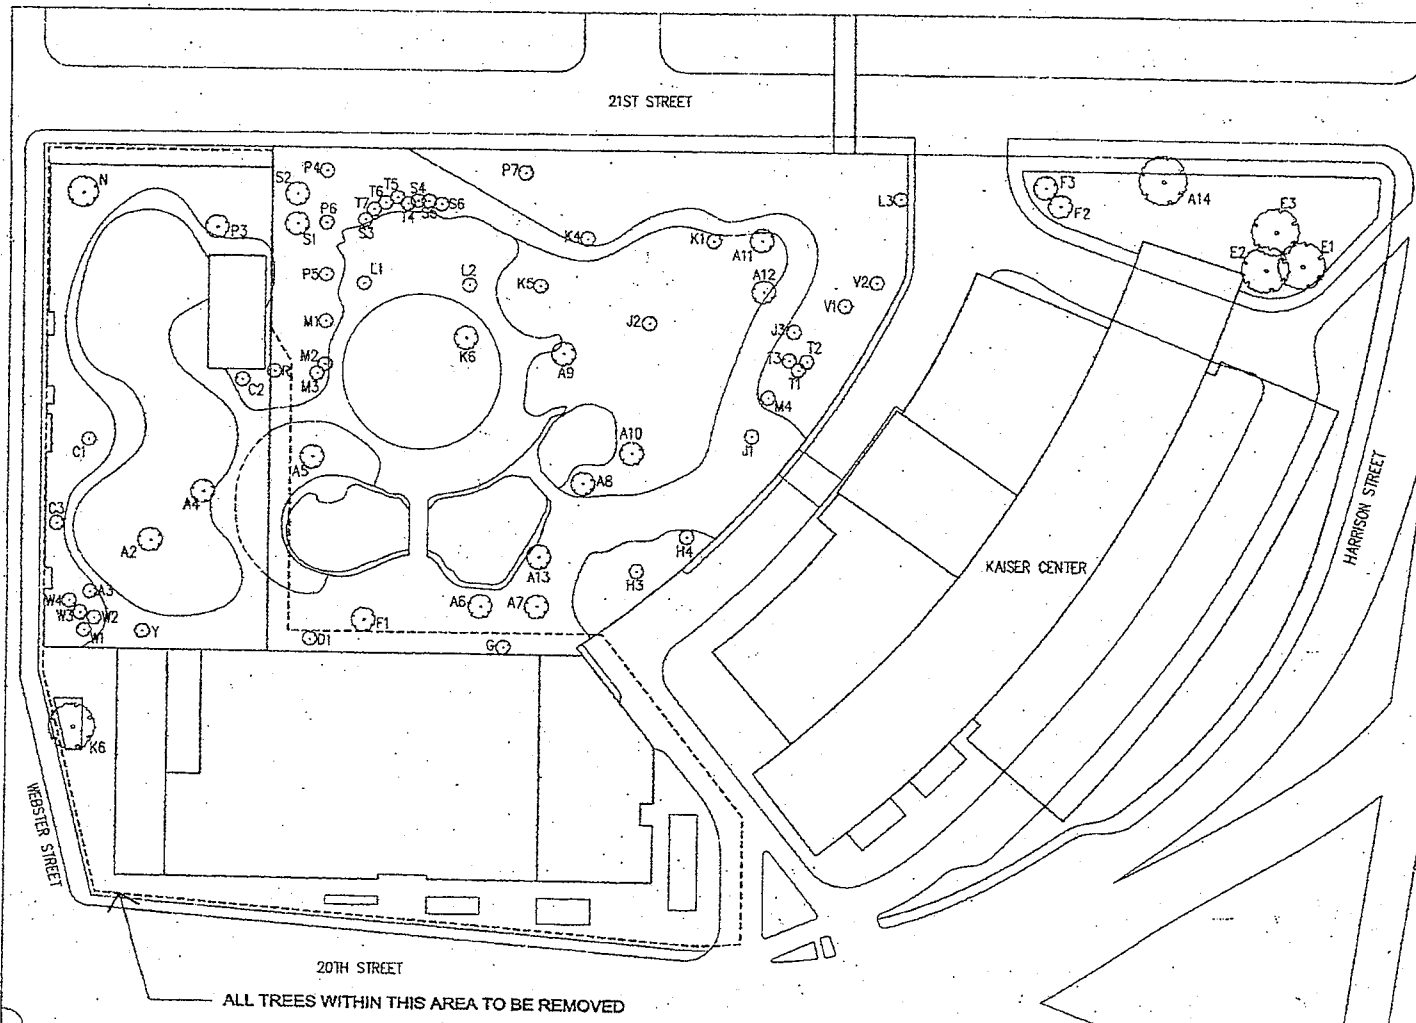 21ST STREET
P4
P7
N
S2
T5
S4
T6
S6
T7
T4
S5
P6
S3
S1
P3
L3
F3
F2
A14
E3
E2
E1
K4
K1
A11
A12
P5
L1
L2
K5
V2
V1
M1
J2
J3
K6
A9
T3
T2
T1
M2
M3
R
C2
M4
C1
A5
A10
J1
A8
A4
C3
A2
H4
A13
H3
KAISER CENTER
HARRISON STREET
A3
W4
W3
W2
W1
Y
A6
A7
F1
D1
G
K6
WEBSTER STREET
20TH STREET
ALL TREES WITHIN THIS AREA TO BE REMOVED